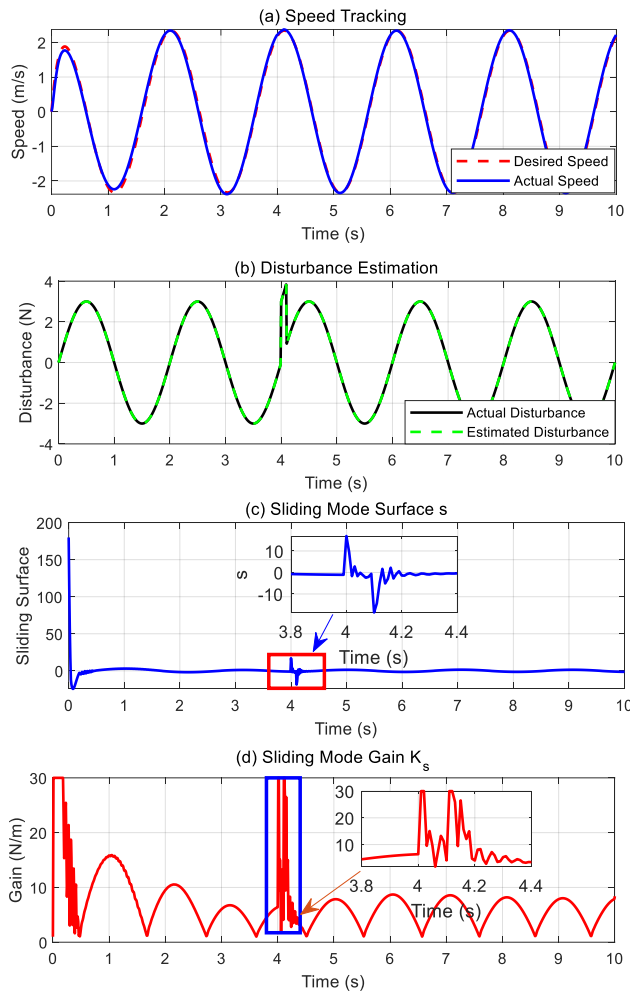 (a) Speed Tracking
2
1
0
-1
-2
Speed (m/s)
Desired Speed
Actual Speed
0 1 2 3 4 5 6 7 8 9 10
Time (s)
(b) Disturbance Estimation
4
2
0
-2
-4
Disturbance (N)
Actual Disturbance
Estimated Disturbance
0 1 2 3 4 5 6 7 8 9 10
Time (s)
(c) Sliding Mode Surface s
200
150
100
50
0
Sliding Surface
10
0
-10
s
3.8 4 4.2 4.4
Time (s)
0 1 2 3 4 5 6 7 8 9 10
Time (s)
(d) Sliding Mode Gain Ks
30
20
10
0
Gain (N/m)
30
20
10
3.8 4 4.2 4.4
Time (s)
0 1 2 3 4 5 6 7 8 9 10
Time (s)